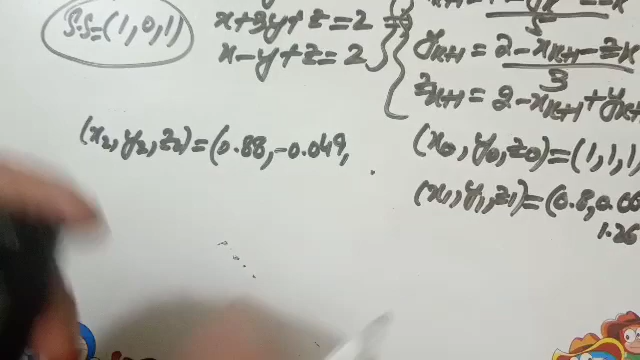 S.S=(1,0,1)
x+3y+z=2
x-y+z=2
y_{k+1} = 2-x_{k+1}-z_k
3
z_{k+1} = 2-x_{k+1}+y_{k+1}
(x_2, y_2, z_2) = (0.88, -0.049,
(x_0, y_0, z_0) = (1, 1, 1)
(x_1, y_1, z_1) = (0.8, 0.06
1.26